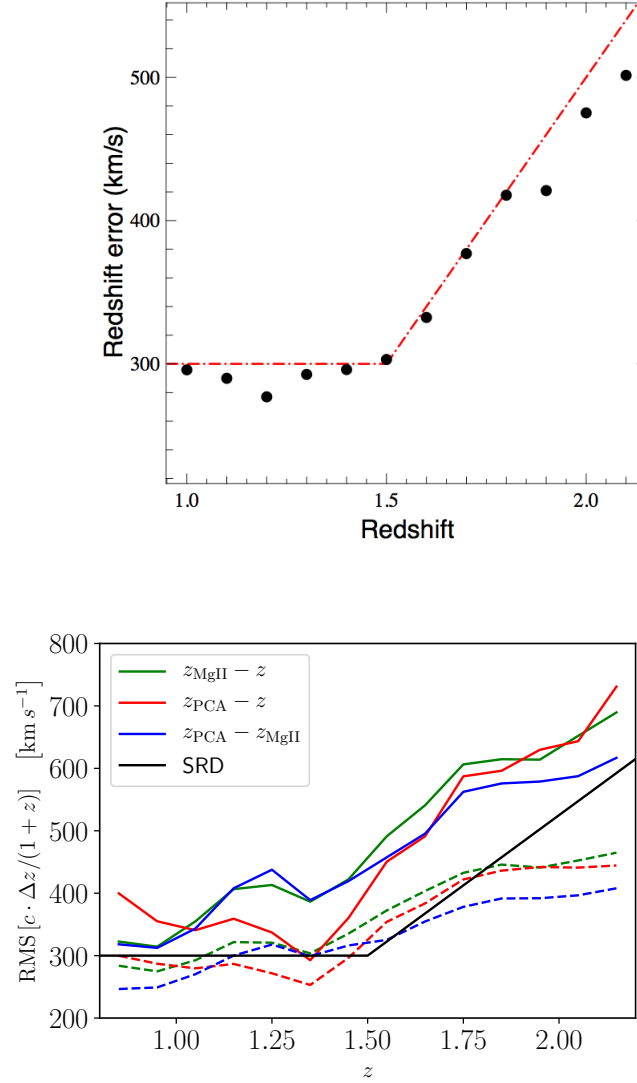 500
400
300
Redshift error (km/s)
1.0 1.5 2.0
Redshift
800
700
600
500
400
300
200
RMS [c · Δz/(1 + z)] [km s⁻¹]
z_MgII − z
z_PCA − z
z_PCA − z_MgII
SRD
1.00 1.25 1.50 1.75 2.00
z